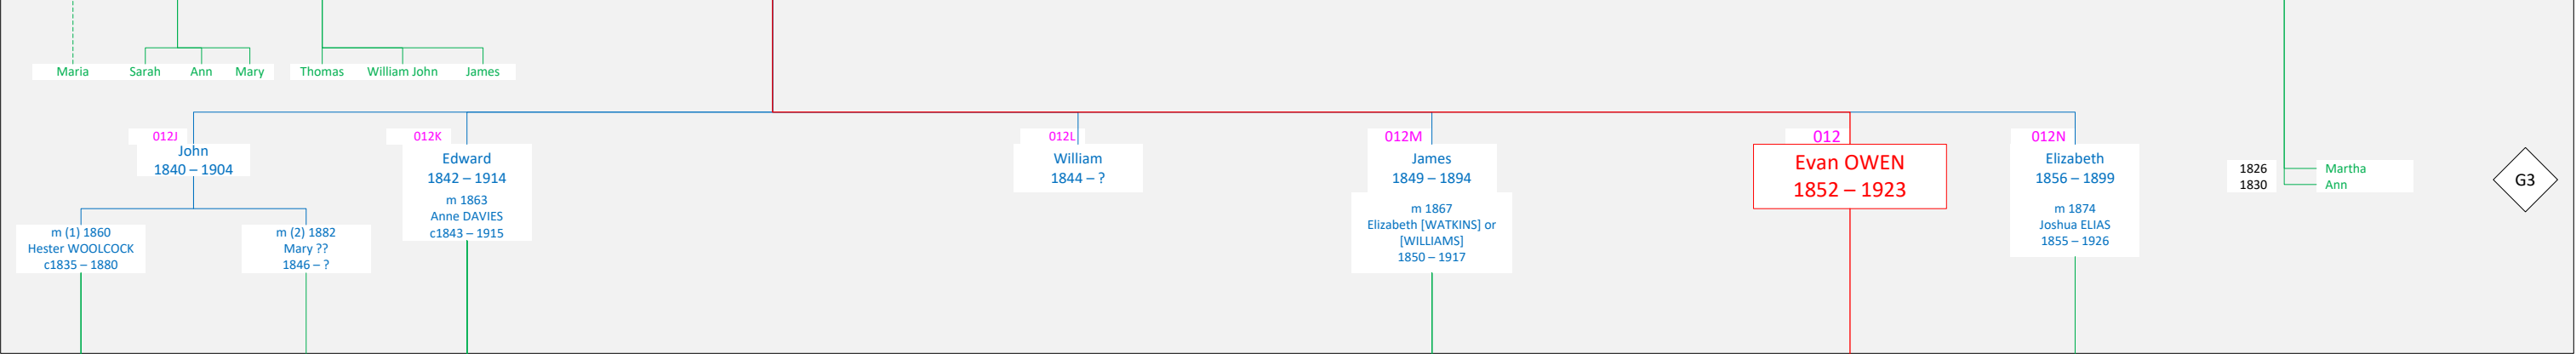 Maria Sarah Ann Mary Thomas William John James
012J
John
1840 – 1904
m (1) 1860
Hester WOOLCOCK
c1835 – 1880
m (2) 1882
Mary ??
1846 – ?
012K
Edward
1842 – 1914
m 1863
Anne DAVIES
c1843 – 1915
012L
William
1844 – ?
012M
James
1849 – 1894
m 1867
Elizabeth [WATKINS] or
[WILLIAMS]
1850 – 1917
012
Evan OWEN
1852 – 1923
012N
Elizabeth
1856 – 1899
m 1874
Joshua ELIAS
1855 – 1926
1826 Martha
1830 Ann
G3